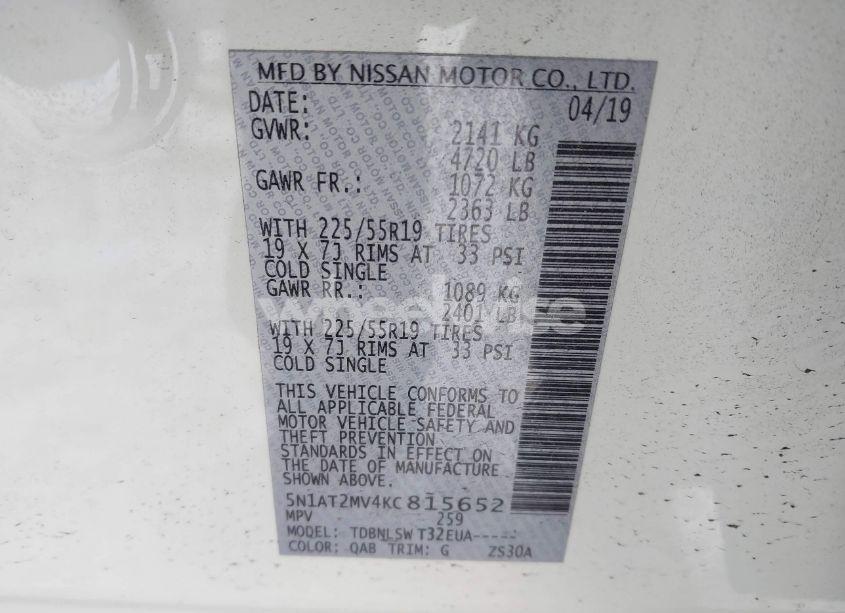 MFD BY NISSAN MOTOR CO., LTD.
DATE: 04/19
GVWR: 2141 KG
4720 LB
GAWR FR.: 1072 KG
2363 LB
WITH 225/55R19 TIRES
19 X 7J RIMS AT 33 PSI
COLD SINGLE
GAWR RR.: 1089 KG
2401 LB
WITH 225/55R19 TIRES
19 X 7J RIMS AT 33 PSI
COLD SINGLE
THIS VEHICLE CONFORMS TO
ALL APPLICABLE FEDERAL
MOTOR VEHICLE SAFETY AND
THEFT PREVENTION
STANDARDS IN EFFECT ON
THE DATE OF MANUFACTURE
SHOWN ABOVE.
5N1AT2MV4KC815652
MPV 259
MODEL: TDBNLSW T32EUA-----
COLOR: QAB TRIM: G ZS30A